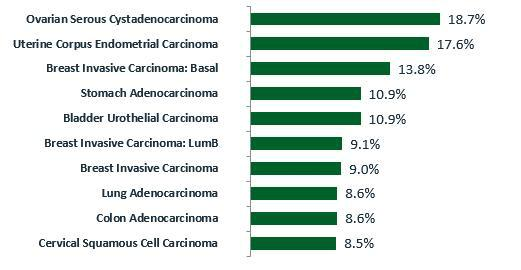 Ovarian Serous Cystadenocarcinoma 18.7%
Uterine Corpus Endometrial Carcinoma 17.6%
Breast Invasive Carcinoma: Basal 13.8%
Stomach Adenocarcinoma 10.9%
Bladder Urothelial Carcinoma 10.9%
Breast Invasive Carcinoma: LumB 9.1%
Breast Invasive Carcinoma 9.0%
Lung Adenocarcinoma 8.6%
Colon Adenocarcinoma 8.6%
Cervical Squamous Cell Carcinoma 8.5%